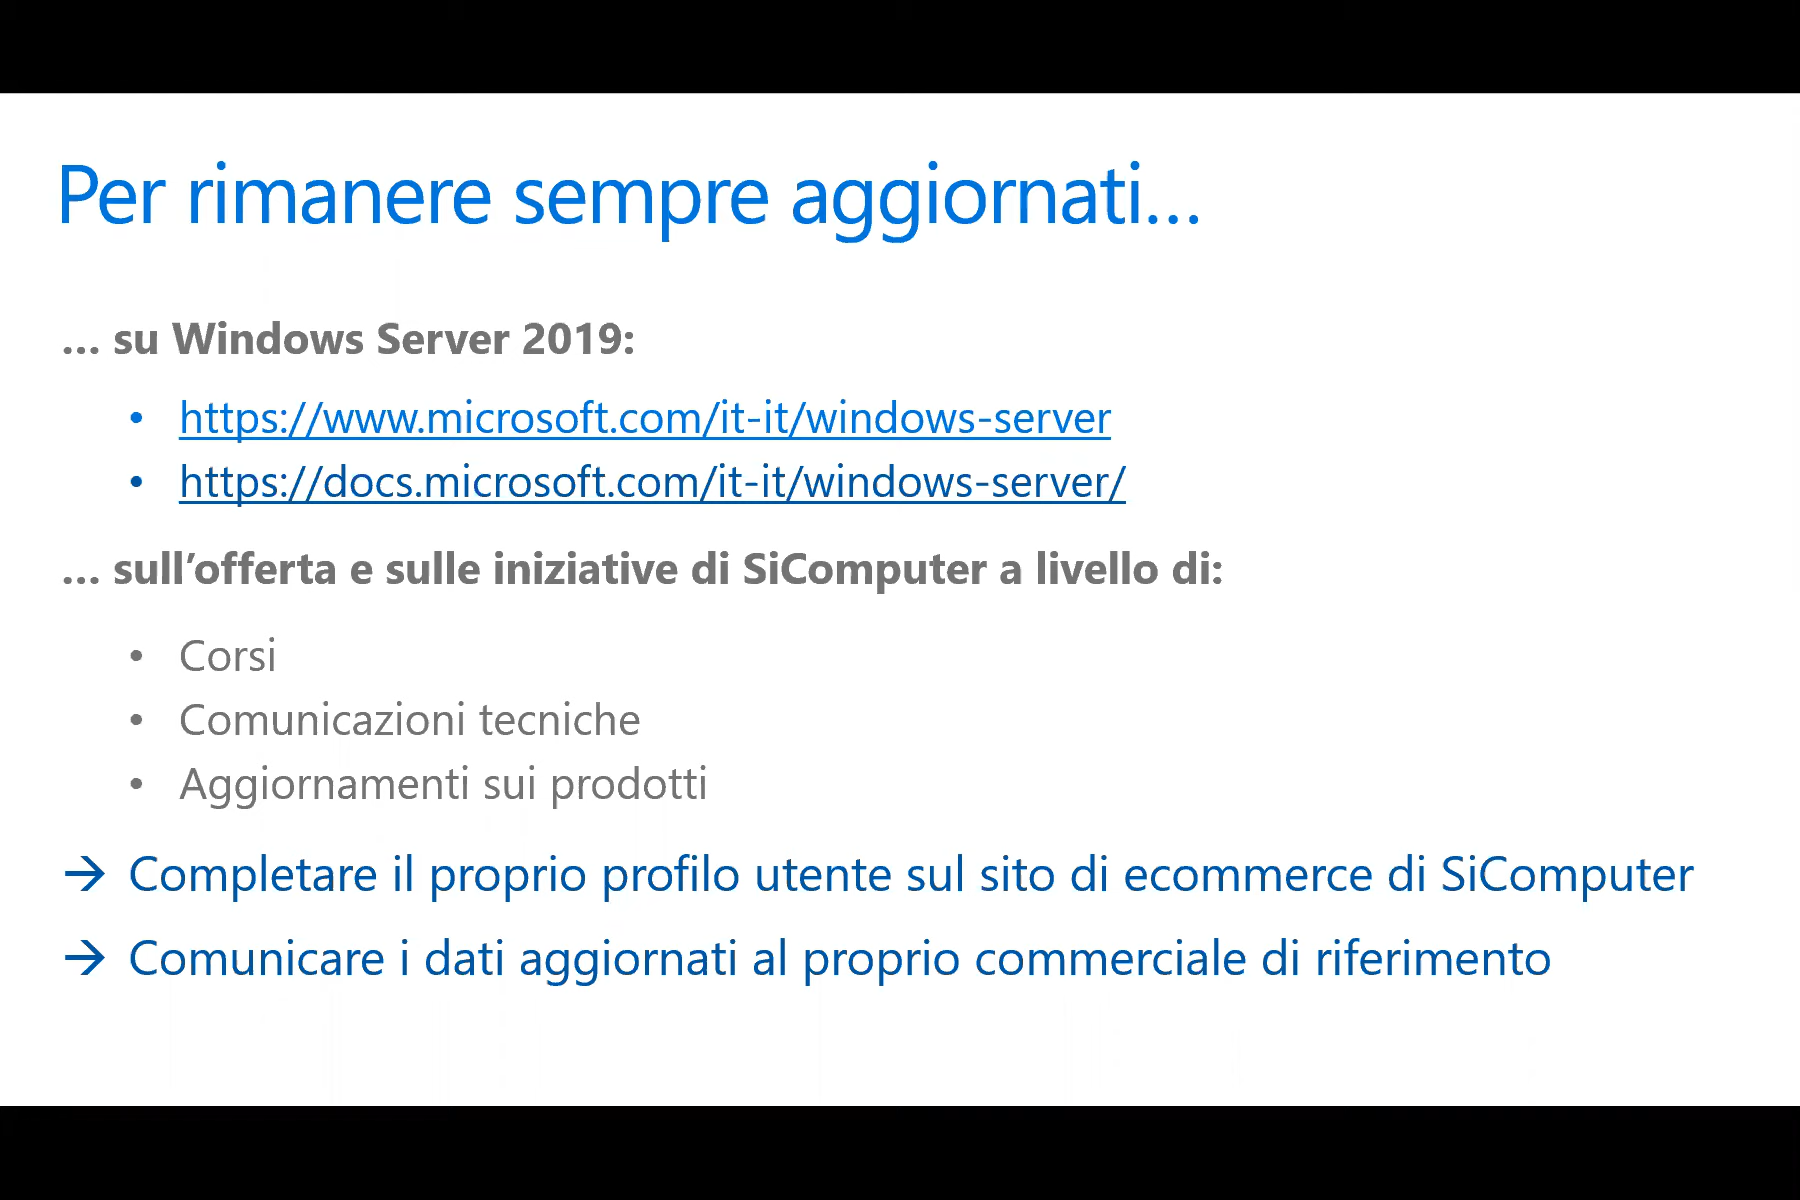 Per rimanere sempre aggiornati...
... su Windows Server 2019:
• https://www.microsoft.com/it-it/windows-server
• https://docs.microsoft.com/it-it/windows-server/
... sull’offerta e sulle iniziative di SiComputer a livello di:
• Corsi
• Comunicazioni tecniche
• Aggiornamenti sui prodotti
→ Completare il proprio profilo utente sul sito di ecommerce di SiComputer
→ Comunicare i dati aggiornati al proprio commerciale di riferimento